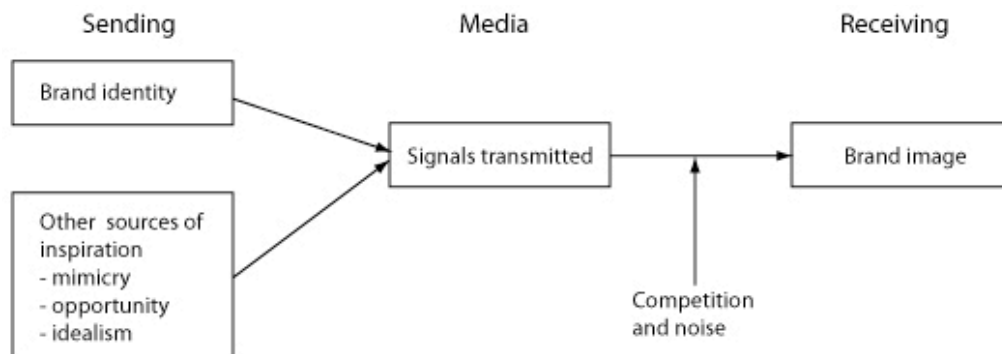 Sending
Media
Receiving
Brand identity
Signals transmitted
Brand image
Other sources of
inspiration
- mimicry
- opportunity
- idealism
Competition
and noise